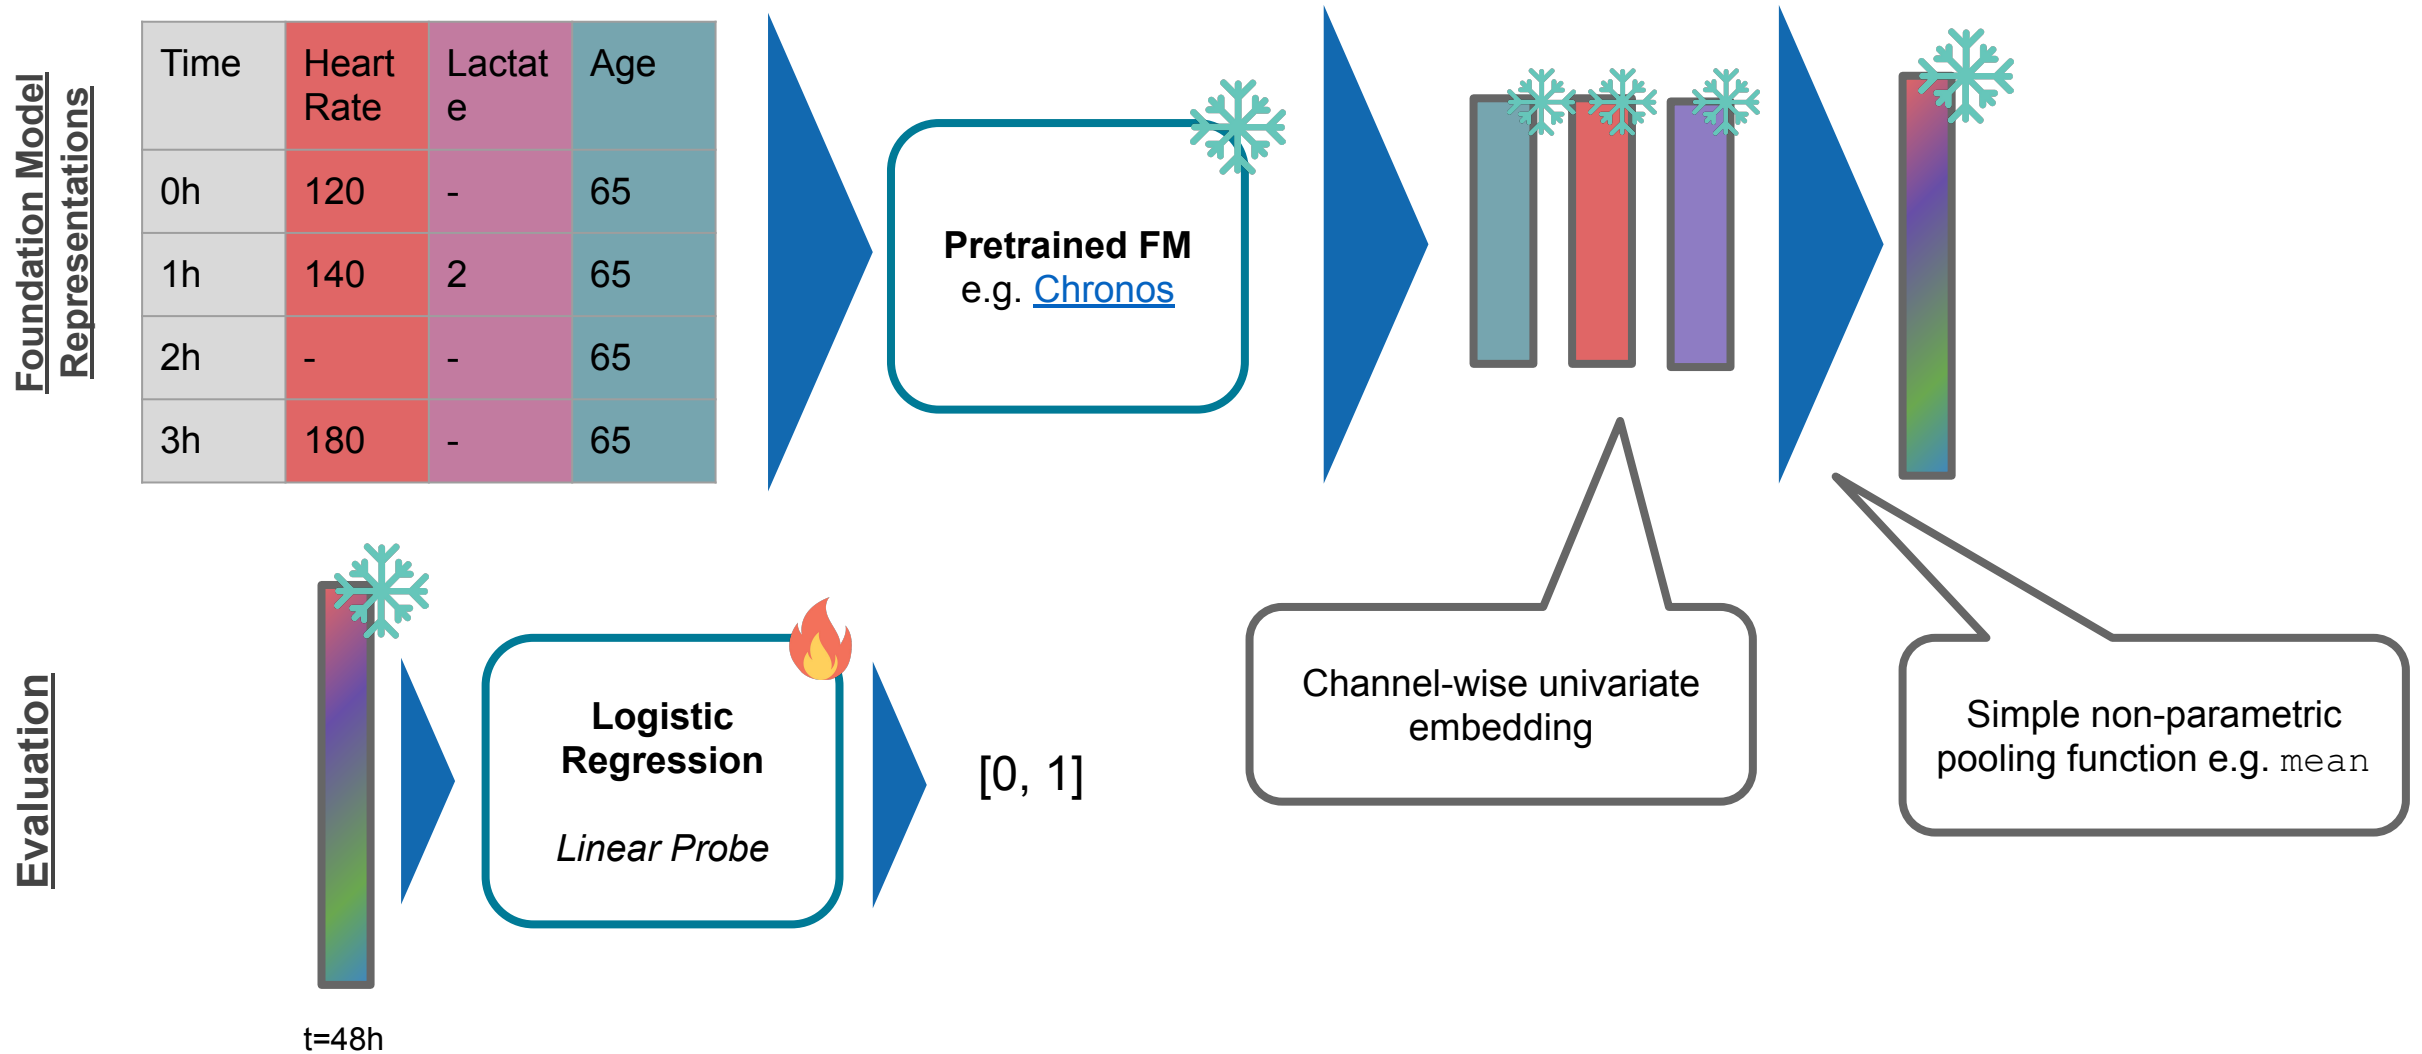 Foundation Model
Representations
Time Heart Rate Lactat e Age
0h 120 - 65
1h 140 2 65
2h - - 65
3h 180 - 65
Pretrained FM
e.g. Chronos
Channel-wise univariate
embedding
Simple non-parametric
pooling function e.g. mean
Evaluation
t=48h
Logistic
Regression
Linear Probe
[0, 1]